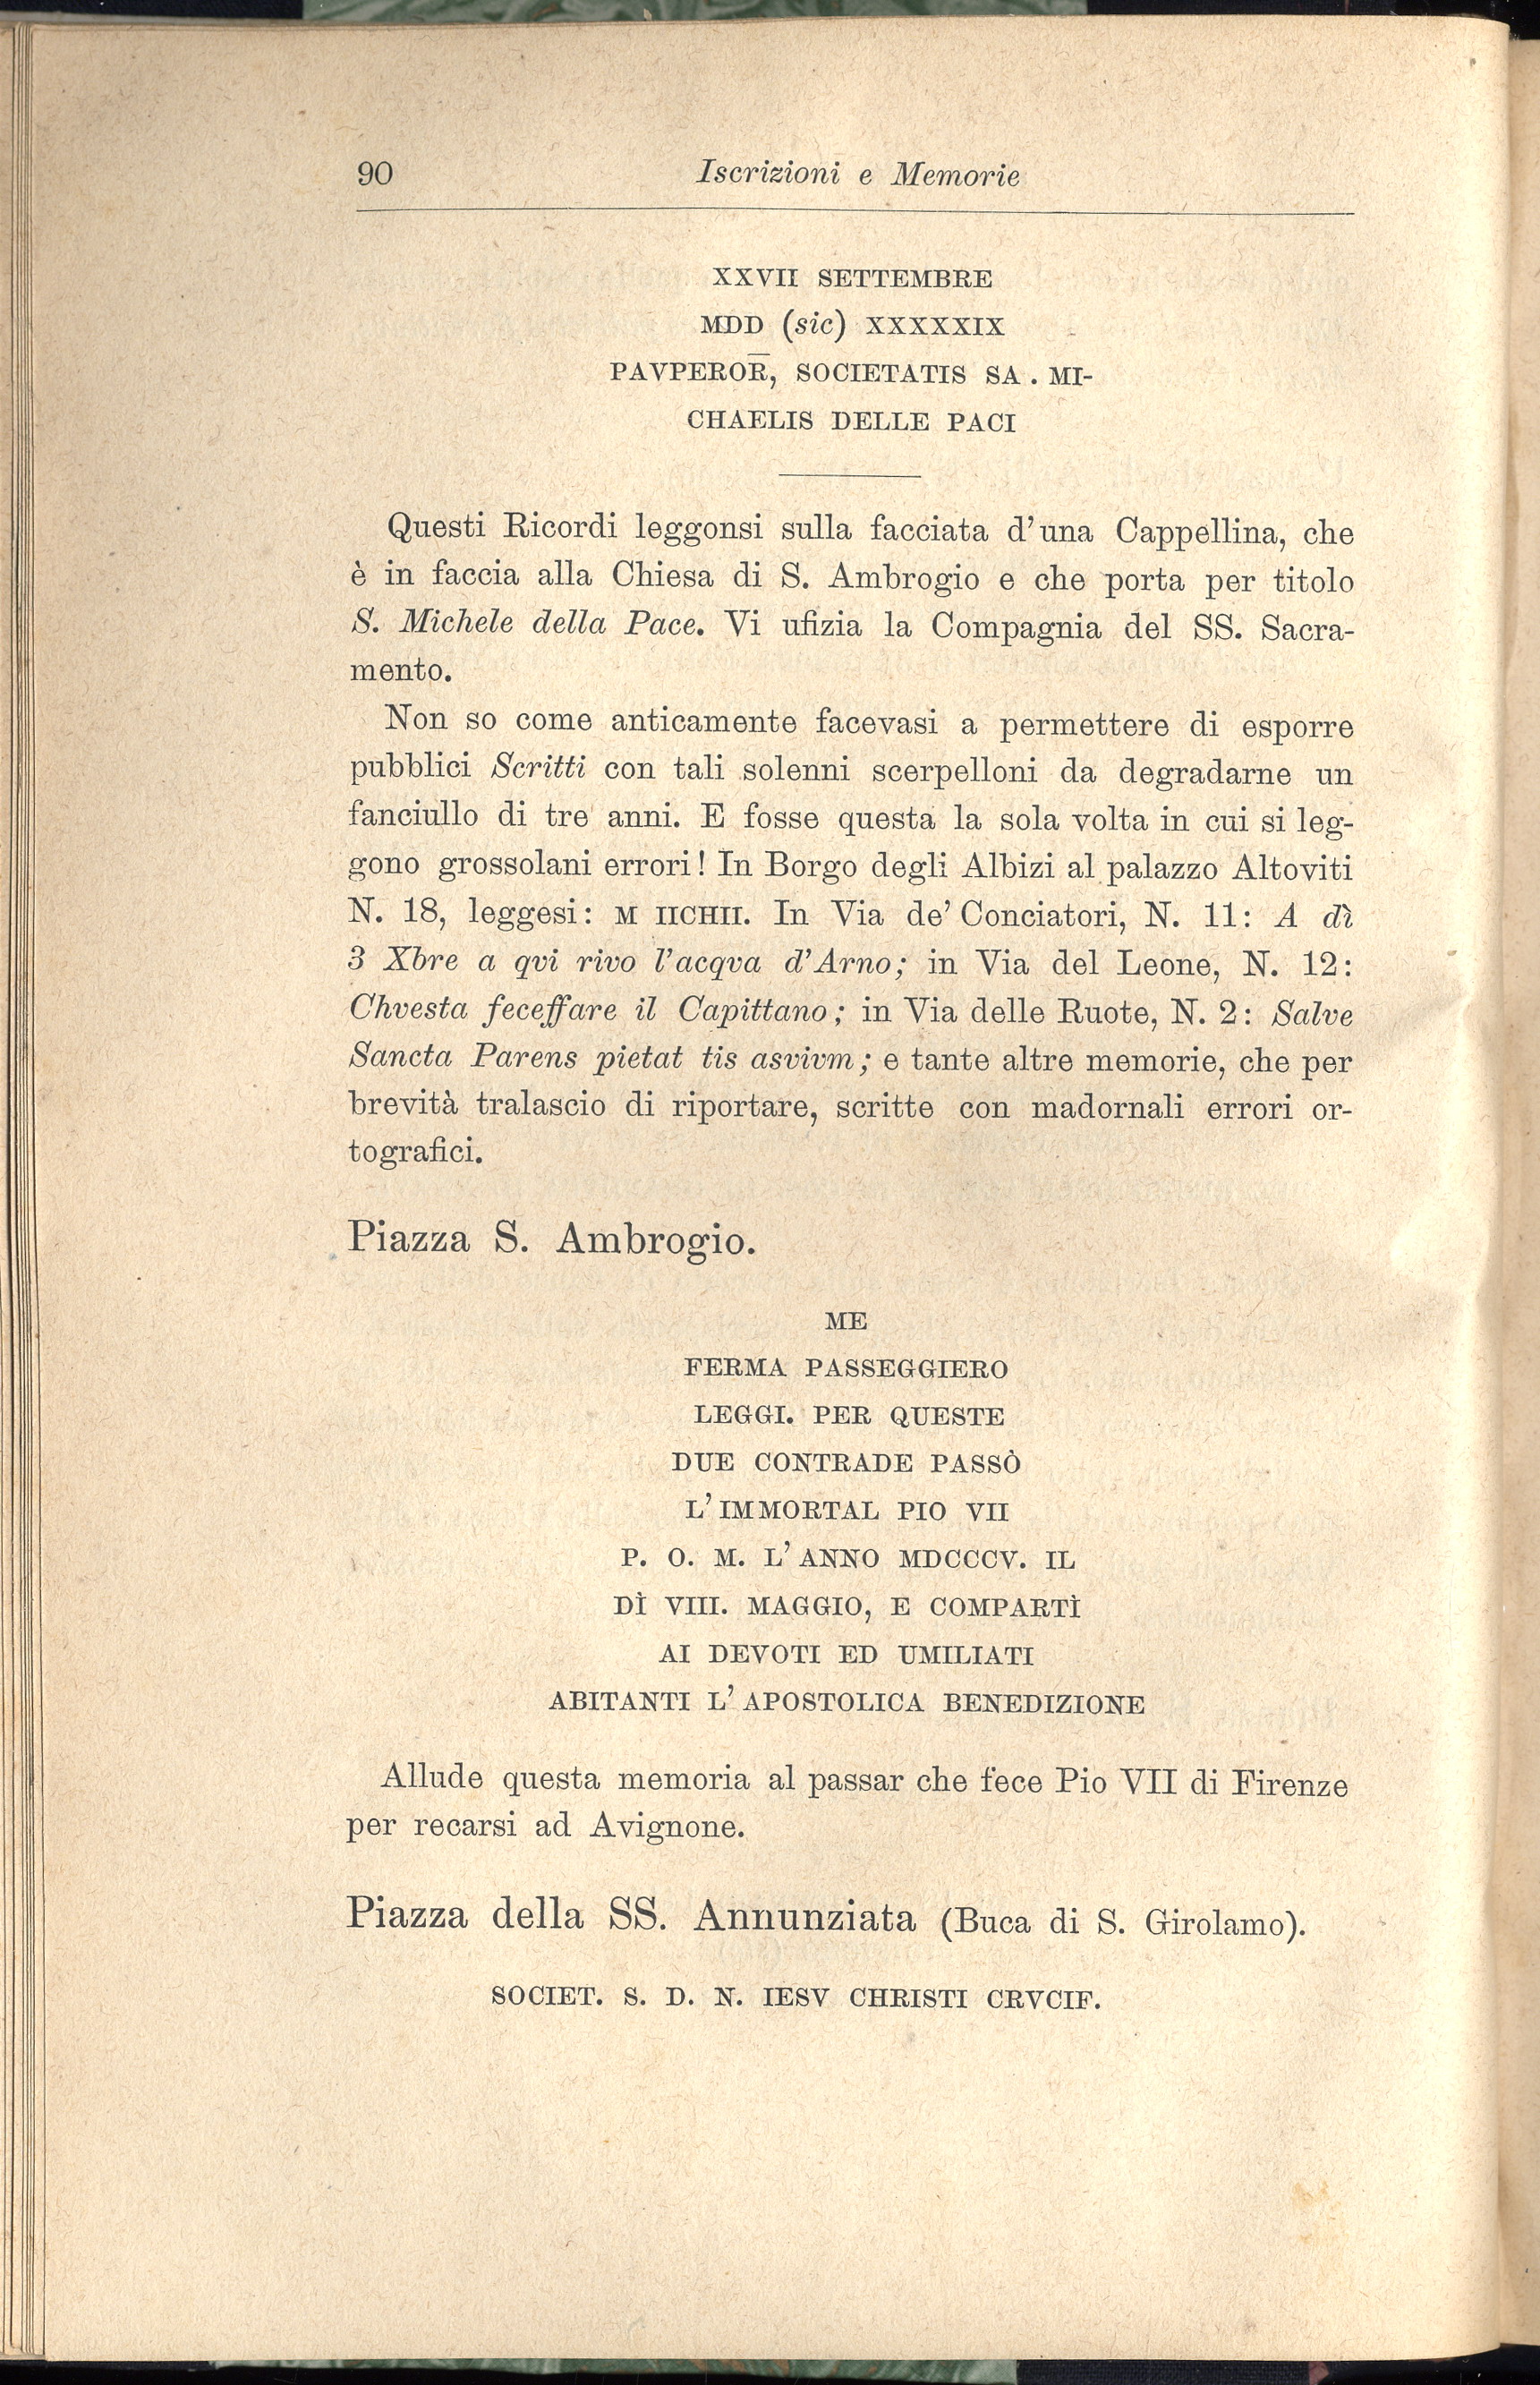 90 Iscrizioni e Memorie
XXVII SETTEMBRE
MDD (sic) XXXXXIX
PAVPEROR̅, SOCIETATIS SA . MI-
CHAELIS DELLE PACI
Questi Ricordi leggonsi sulla facciata d'una Cappellina, che
è in faccia alla Chiesa di S. Ambrogio e che porta per titolo
S. Michele della Pace. Vi ufizia la Compagnia del SS. Sacra-
mento.
Non so come anticamente facevasi a permettere di esporre
pubblici Scritti con tali solenni scerpelloni da degradarne un
fanciullo di tre anni. E fosse questa la sola volta in cui si leg-
gono grossolani errori! In Borgo degli Albizi al palazzo Altoviti
N. 18, leggesi: M IICHII. In Via de' Conciatori, N. 11: A dì
3 Xbre a qvi rivo l'acqva d'Arno; in Via del Leone, N. 12:
Chvesta feceffare il Capittano; in Via delle Ruote, N. 2: Salve
Sancta Parens pietat tis asvivm; e tante altre memorie, che per
brevità tralascio di riportare, scritte con madornali errori or-
tografici.
Piazza S. Ambrogio.
ME
FERMA PASSEGGIERO
LEGGI. PER QUESTE
DUE CONTRADE PASSÒ
L'IMMORTAL PIO VII
P. O. M. L'ANNO MDCCCV. IL
DÌ VIII. MAGGIO, E COMPARTÌ
AI DEVOTI ED UMILIATI
ABITANTI L'APOSTOLICA BENEDIZIONE
Allude questa memoria al passar che fece Pio VII di Firenze
per recarsi ad Avignone.
Piazza della SS. Annunziata (Buca di S. Girolamo).
SOCIET. S. D. N. IESV CHRISTI CRVCIF.